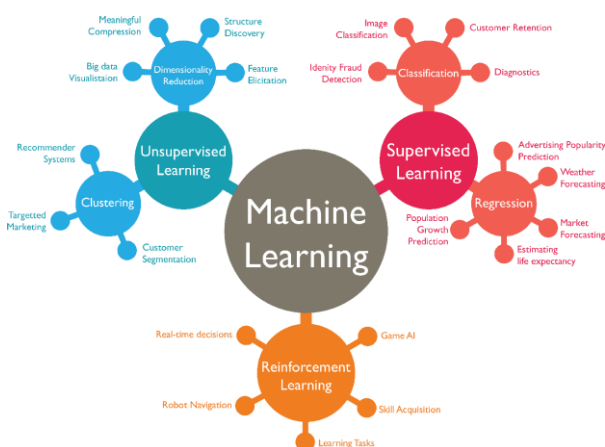 Meaningful
Compression
Structure
Discovery
Big data
Visualistaion
Dimensionality
Reduction
Feature
Elicitation
Unsupervised
Learning
Recommender
Systems
Clustering
Targetted
Marketing
Customer
Segmentation
Machine
Learning
Image
Classification
Customer Retention
Idenity Fraud
Detection
Classification
Diagnostics
Supervised
Learning
Advertising Popularity
Prediction
Weather
Forecasting
Regression
Population
Growth
Prediction
Market
Forecasting
Estimating
life expectancy
Real-time decisions
Game AI
Reinforcement
Learning
Robot Navigation
Skill Acquisition
Learning Tasks